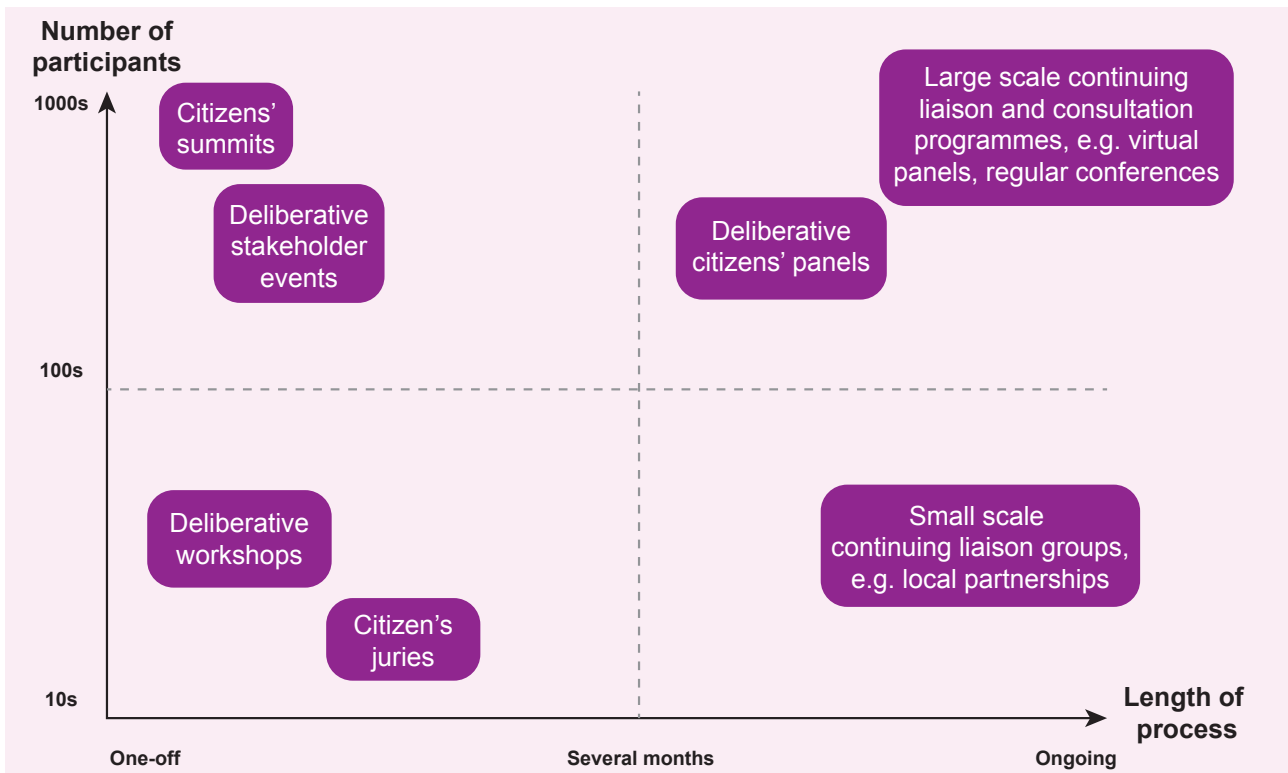 Number of
participants
1000s
Citizens’
summits
Deliberative
stakeholder
events
Large scale continuing
liaison and consultation
programmes, e.g. virtual
panels, regular conferences
Deliberative
citizens’ panels
100s
Deliberative
workshops
Citizen’s
juries
Small scale
continuing liaison groups,
e.g. local partnerships
10s
Length of
process
One-off
Several months
Ongoing